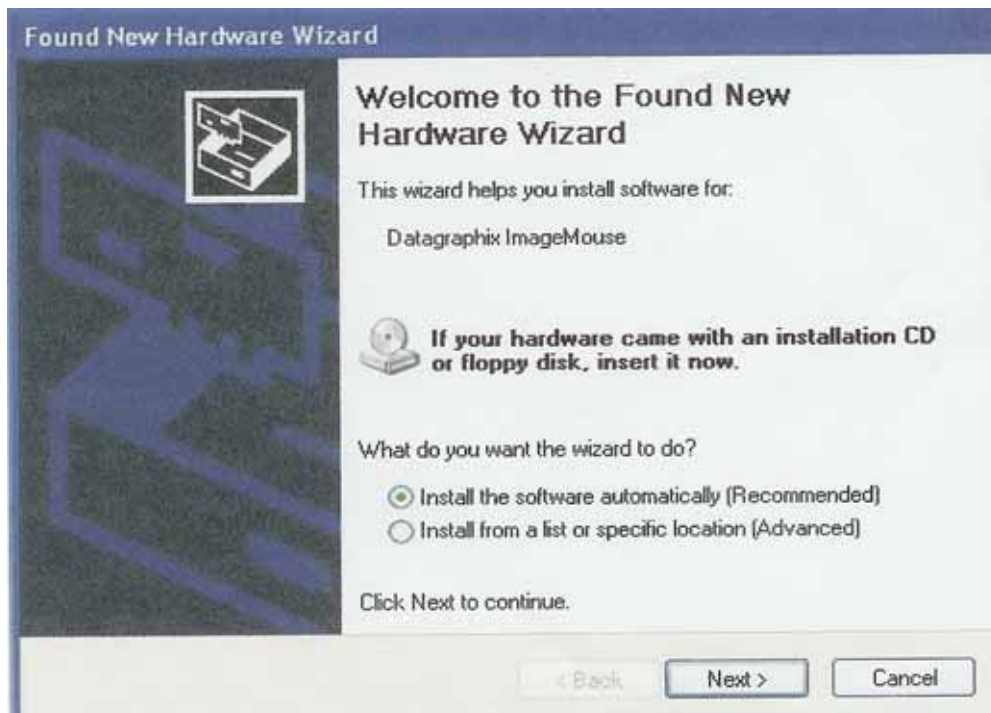 Found New Hardware Wizard
Welcome to the Found New
Hardware Wizard
This wizard helps you install software for:
Datagraphix ImageMouse
If your hardware came with an installation CD
or floppy disk, insert it now.
What do you want the wizard to do?
Install the software automatically (Recommended)
Install from a list or specific location (Advanced)
Click Next to continue.
< Back
Next >
Cancel